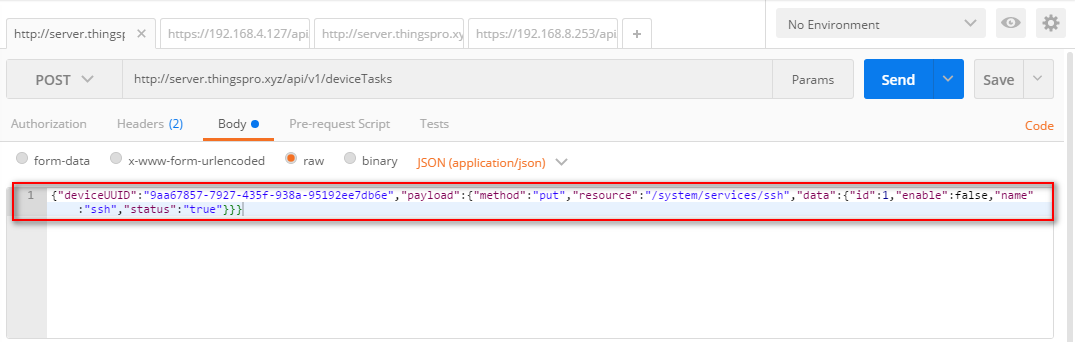 http://server.thingsp ✕ https://192.168.4.127/api http://server.thingspro.xy https://192.168.8.253/api, + No Environment
POST http://server.thingspro.xyz/api/v1/deviceTasks Params Send Save
Authorization Headers (2) Body Pre-request Script Tests Code
form-data x-www-form-urlencoded raw binary JSON (application/json)
1 {"deviceUUID":"9aa67857-7927-435f-938a-95192ee7db6e","payload":{"method":"put","resource":"/system/services/ssh","data":{"id":1,"enable":false,"name"
:"ssh","status":"true"}}}